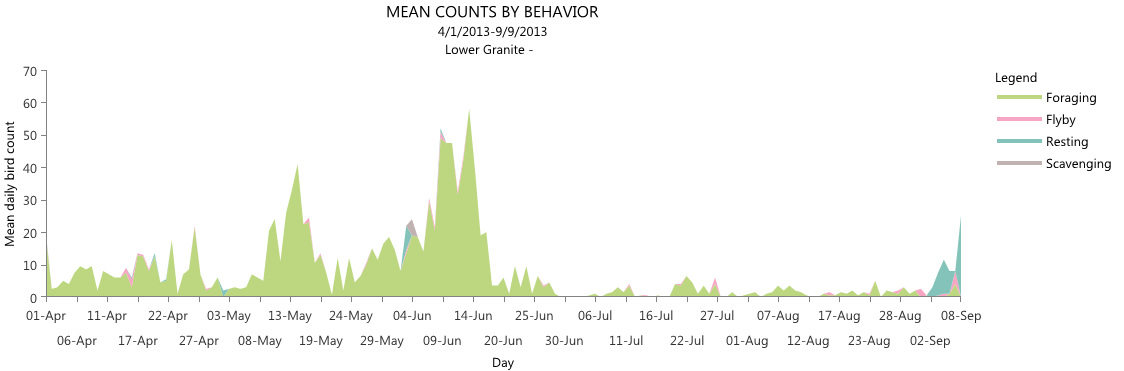 MEAN COUNTS BY BEHAVIOR
4/1/2013-9/9/2013
Lower Granite -
Legend
Foraging
Flyby
Resting
Scavenging
Mean daily bird count
70
60
50
40
30
20
10
0
01-Apr 11-Apr 22-Apr 03-May 13-May 24-May 04-Jun 14-Jun 25-Jun 06-Jul 16-Jul 27-Jul 07-Aug 17-Aug 28-Aug 08-Sep
06-Apr 17-Apr 27-Apr 08-May 19-May 29-May 09-Jun 20-Jun 30-Jun 11-Jul 22-Jul 01-Aug 12-Aug 23-Aug 02-Sep
Day